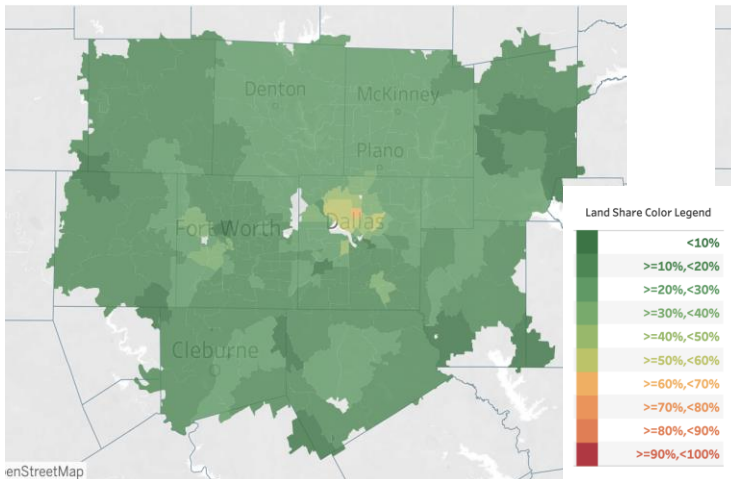 Denton
McKinney
Plano
Fort Worth
Dallas
Cleburne
Land Share Color Legend
<10%
>=10%,<20%
>=20%,<30%
>=30%,<40%
>=40%,<50%
>=50%,<60%
>=60%,<70%
>=70%,<80%
>=80%,<90%
>=90%,<100%
enStreetMap